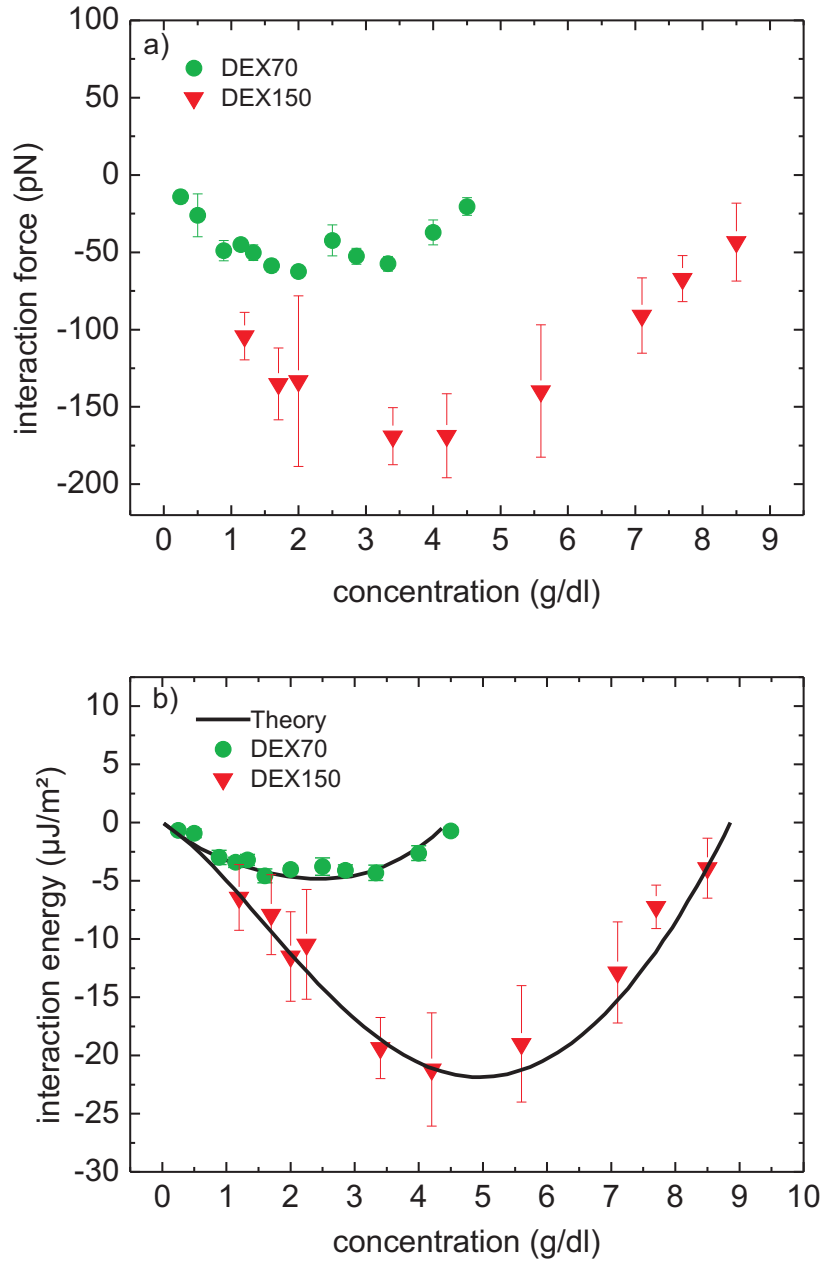 a)
DEX70
DEX150
100
50
0
-50
-100
-150
-200
interaction force (pN)
0 1 2 3 4 5 6 7 8 9
concentration (g/dl)
b)
Theory
DEX70
DEX150
10
5
0
-5
-10
-15
-20
-25
-30
interaction energy (µJ/m²)
0 1 2 3 4 5 6 7 8 9 10
concentration (g/dl)